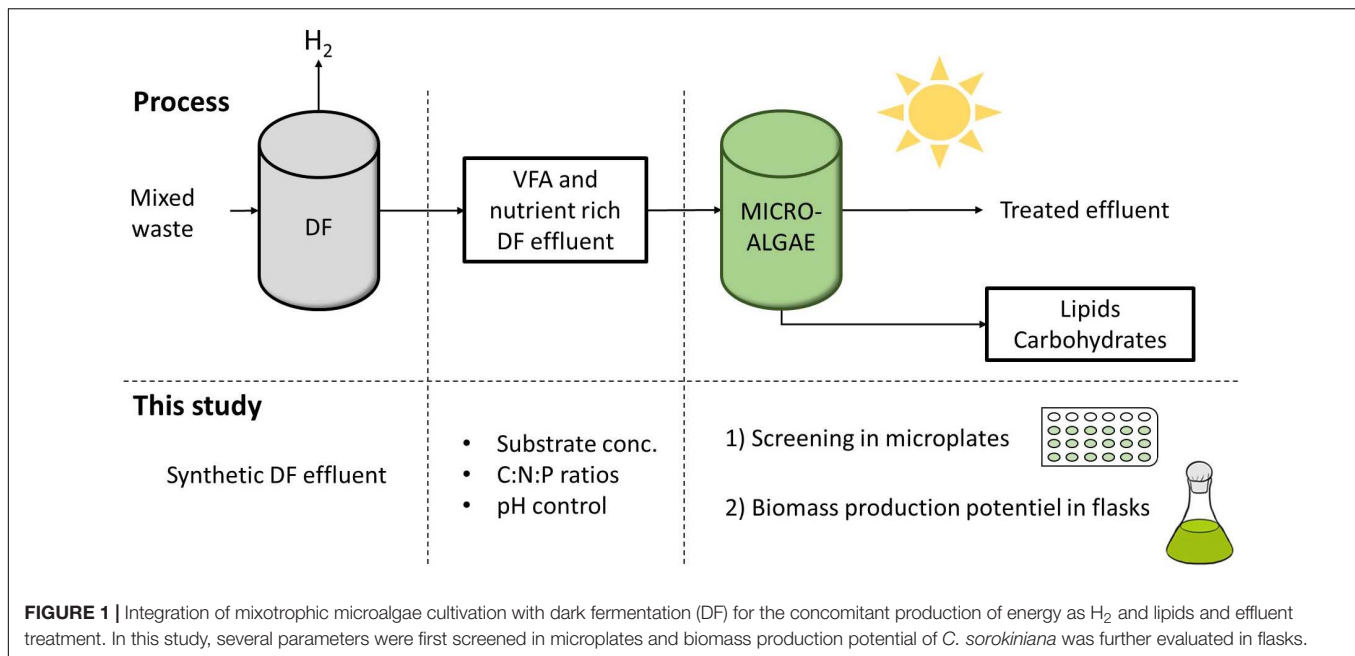 H₂
Process
Mixed
waste
DF
VFA and
nutrient rich
DF effluent
MICRO-
ALGAE
Treated effluent
Lipids
Carbohydrates
This study
Synthetic DF effluent
• Substrate conc.
• C:N:P ratios
• pH control
1) Screening in microplates
2) Biomass production potentiel in flasks
FIGURE 1 | Integration of mixotrophic microalgae cultivation with dark fermentation (DF) for the concomitant production of energy as H₂ and lipids and effluent
treatment. In this study, several parameters were first screened in microplates and biomass production potential of C. sorokiniana was further evaluated in flasks.